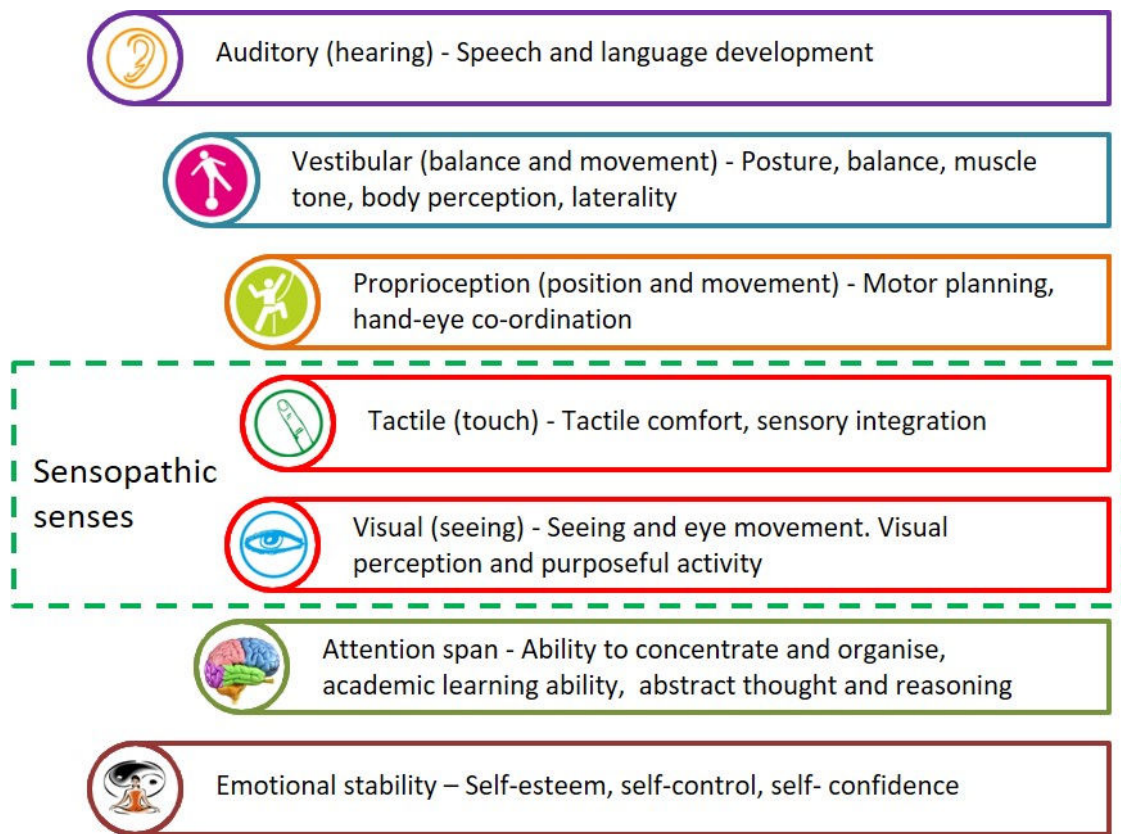 Auditory (hearing) - Speech and language development
Vestibular (balance and movement) - Posture, balance, muscle
tone, body perception, laterality
Proprioception (position and movement) - Motor planning,
hand-eye co-ordination
Sensopathic
senses
Tactile (touch) - Tactile comfort, sensory integration
Visual (seeing) - Seeing and eye movement. Visual
perception and purposeful activity
Attention span - Ability to concentrate and organise,
academic learning ability,  abstract thought and reasoning
Emotional stability – Self-esteem, self-control, self- confidence